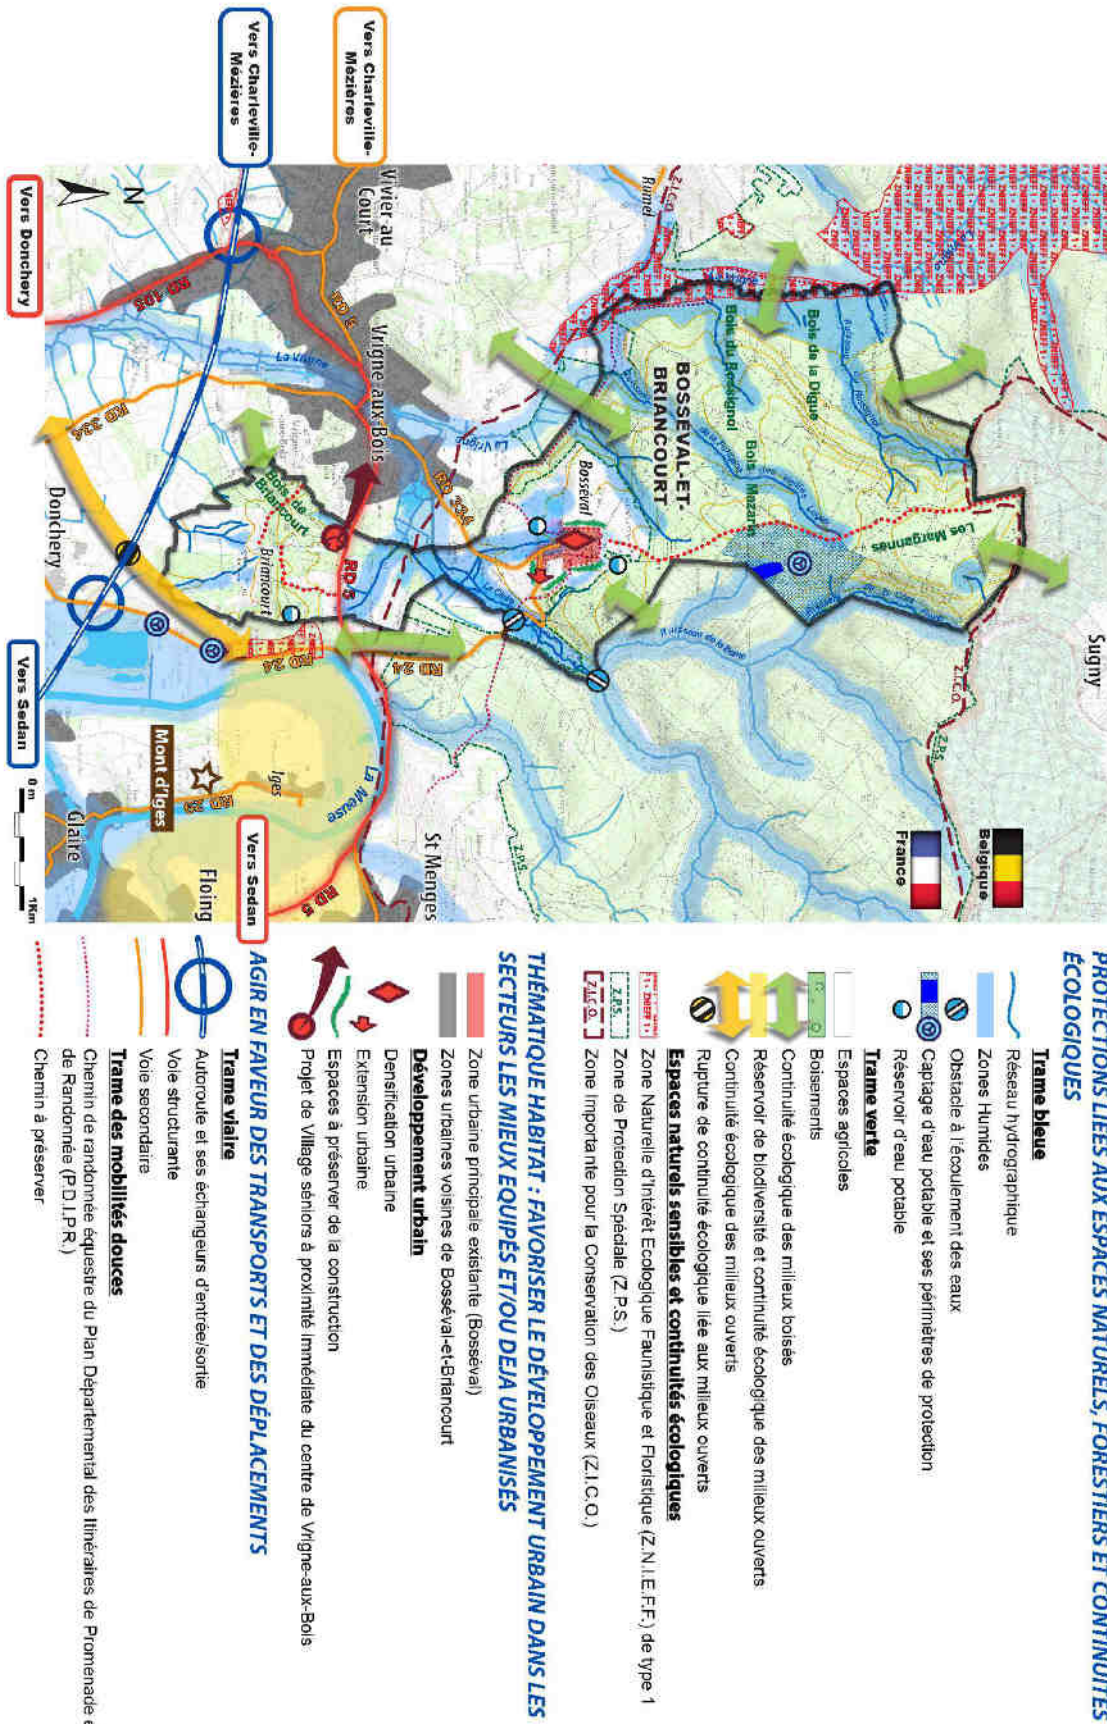 PROTECTIONS LIÉES AUX ESPACES NATURELS, FORESTIERS ET CONTINUITÉS
ÉCOLOGIQUES
Trame bleue
Réseau hydrographique
Zones Humides
Obstacle à l'écoulement des eaux
Captage d'eau potable et ses périmètres de protection
Réservoir d'eau potable
Trame verte
Espaces agricoles
Boisements
Continuité écologique des milieux boisés
Réservoir de biodiversité et continuité écologique des milieux ouverts
Continuité écologique des milieux ouverts
Rupture de continuité écologique liée aux milieux ouverts
Espaces naturels sensibles et continuités écologiques
Zone Naturelle d'Intérêt Ecologique Faunistique et Floristique (Z.N.I.E.F.F.) de type 1
Z.P.S.
Zone de Protection Spéciale (Z.P.S.)
Z.I.C.O.
Zone Importante pour la Conservation des Oiseaux (Z.I.C.O.)
THÉMATIQUE HABITAT : FAVORISER LE DÉVELOPPEMENT URBAIN DANS LES
SECTEURS LES MIEUX EQUIPÉS ET/OU DEJA URBANISÉS
Zone urbaine principale existante (Bosséval)
Zones urbaines voisines de Bosséval-et-Briancourt
Développement urbain
Densification urbaine
Extension urbaine
Espaces à préserver de la construction
Projet de Village séniors à proximité immédiate du centre de Vrigne-aux-Bois
AGIR EN FAVEUR DES TRANSPORTS ET DES DÉPLACEMENTS
Trame viaire
Autoroute et ses échangeurs d'entrée/sortie
Voie structurante
Voie secondaire
Trame des mobilités douces
Chemin de randonnée équestre du Plan Départemental des Itinéraires de Promenade e
de Randonnée (P.D.I.P.R.)
Chemin à préserver
Sugny
Belgique
France
Z.I.C.O.
Z.P.S.
Rumel
Bois de la Digue
Bois du Rossignol
Bois Mazarin
Les Margannes
BOSSEVAL-ET-
BRIANCOURT
Bosséval
La Vrigne
Z.P.S.
St Menges
Vers Charleville-
Mézières
Vivier au
Court
RD 5
Vrigne aux Bois
RD 334
RD 5
RD 24
La Meuse
RD 5
Vers Sedan
Vers Charleville-
Mézières
RD 105
La Vrigne
RD 334
Bois de
Briancourt
Briancourt
RD 24
Iges
Mont d'Iges
RD 29
Floing
Glaire
Donchery
N
Vers Donchery
Vers Sedan
0 m
1Km